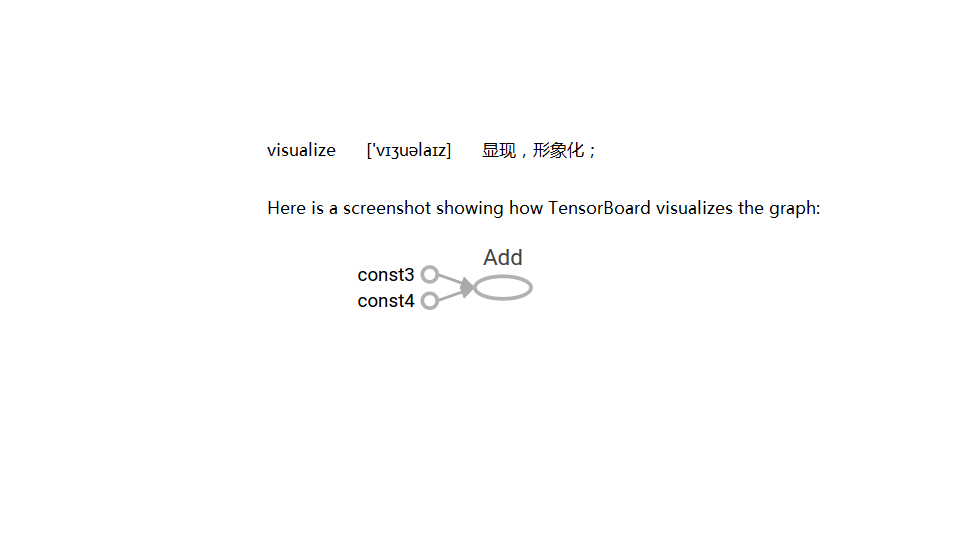 visualize ['vɪʒuəlaɪz] 显现，形象化；
Here is a screenshot showing how TensorBoard visualizes the graph:
Add
const3
const4